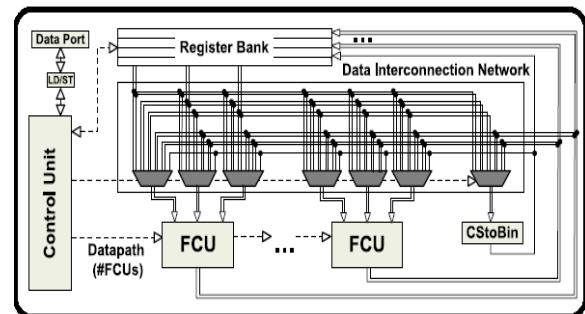 Data Port
Register Bank
...
LD/ST
Data Interconnection Network
Control Unit
Datapath
(#FCUs)
FCU
...
FCU
CStoBin